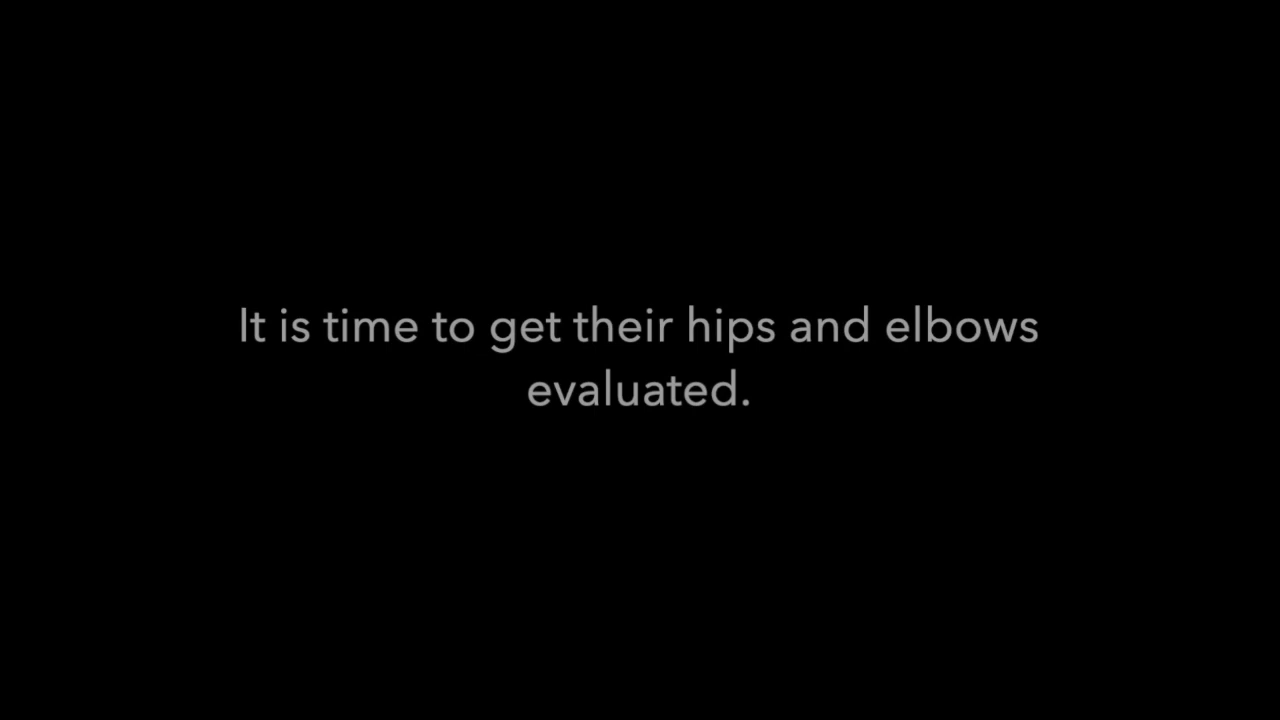 It is time to get their hips and elbows
evaluated.